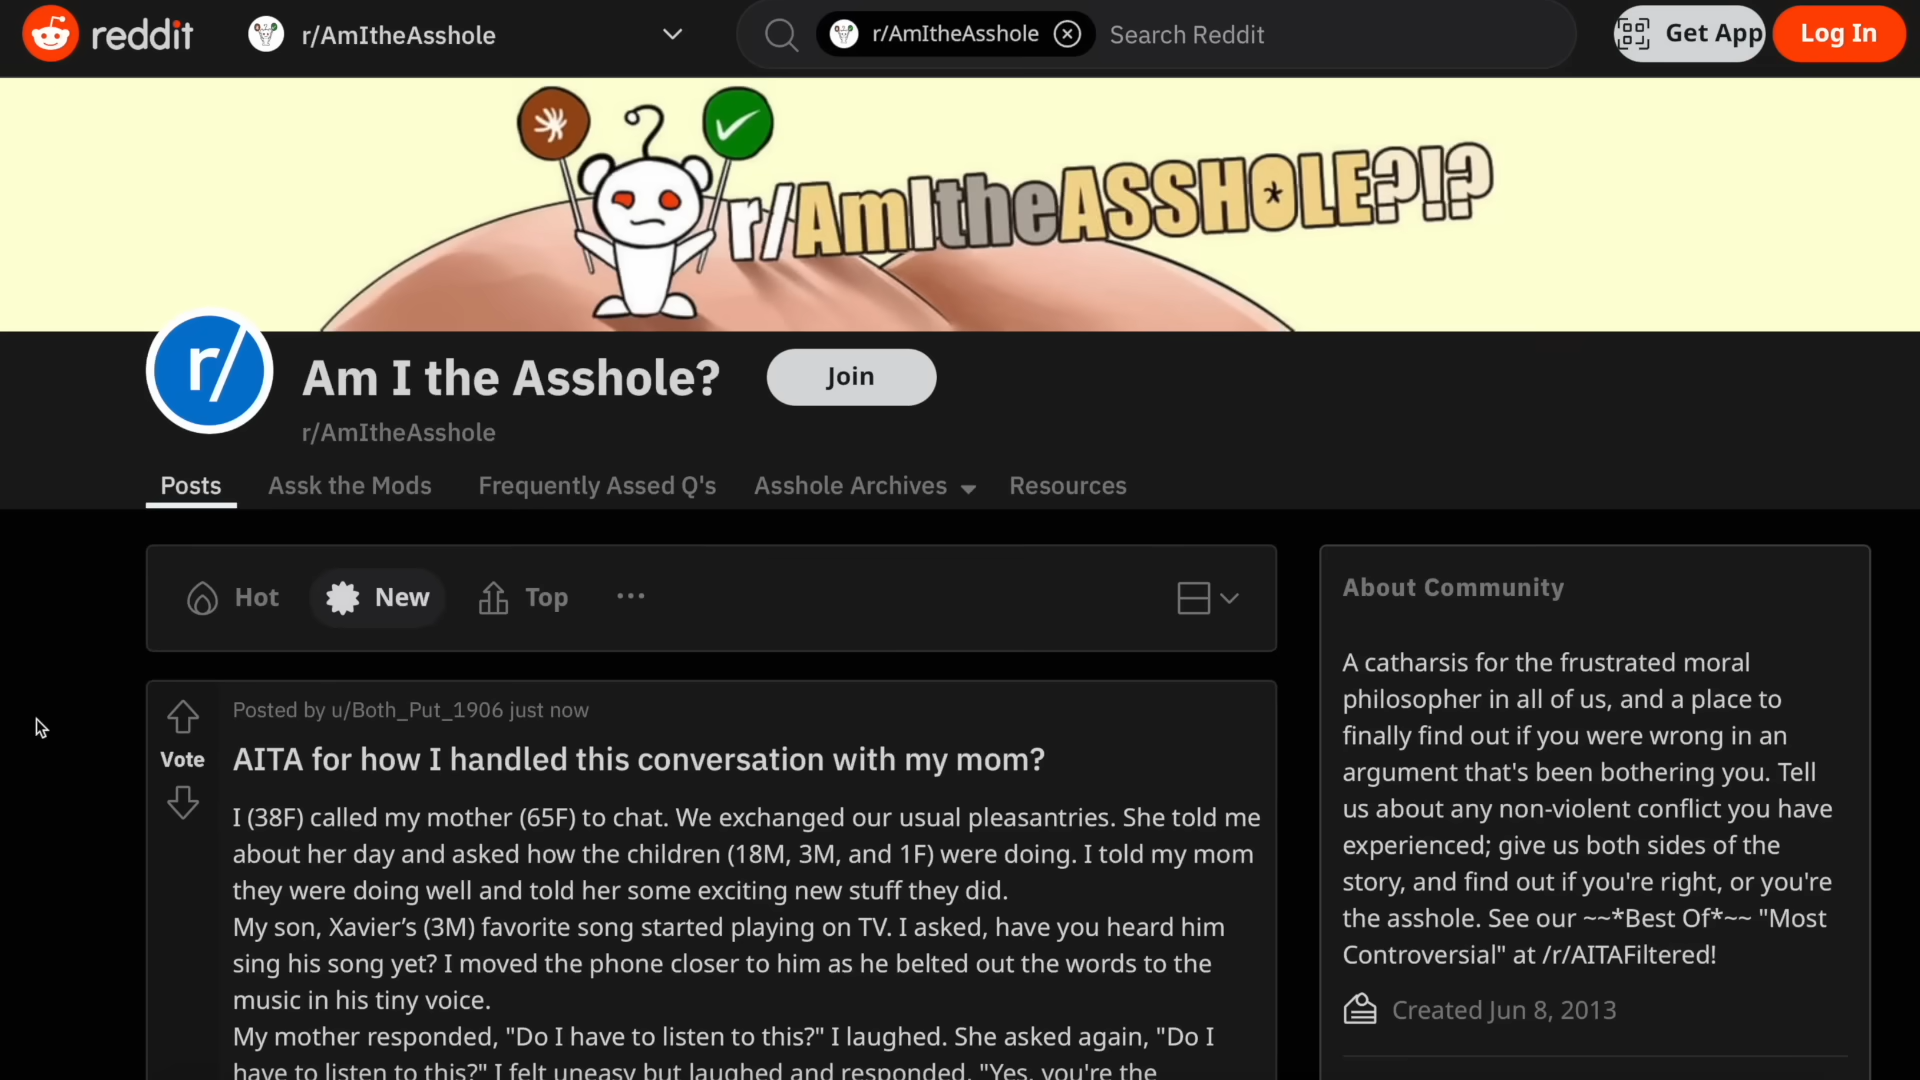 reddit
r/AmItheAsshole
r/AmItheAsshole
Search Reddit
Get App
Log In
r/AmItheASSHOLE?!?
r/
Am I the Asshole?
Join
r/AmItheAsshole
Posts
Assk the Mods
Frequently Assed Q's
Asshole Archives
Resources
Hot
New
Top
...
Posted by u/Both_Put_1906 just now
Vote
AITA for how I handled this conversation with my mom?
I (38F) called my mother (65F) to chat. We exchanged our usual pleasantries. She told me
about her day and asked how the children (18M, 3M, and 1F) were doing. I told my mom
they were doing well and told her some exciting new stuff they did.
My son, Xavier’s (3M) favorite song started playing on TV. I asked, have you heard him
sing his song yet? I moved the phone closer to him as he belted out the words to the
music in his tiny voice.
My mother responded, "Do I have to listen to this?" I laughed. She asked again, "Do I
have to listen to this?" I felt uneasy but laughed and responded, "Yes, you're the
About Community
A catharsis for the frustrated moral
philosopher in all of us, and a place to
finally find out if you were wrong in an
argument that's been bothering you. Tell
us about any non-violent conflict you have
experienced; give us both sides of the
story, and find out if you're right, or you're
the asshole. See our ~~*Best Of*~~ "Most
Controversial" at /r/AITAFiltered!
Created Jun 8, 2013